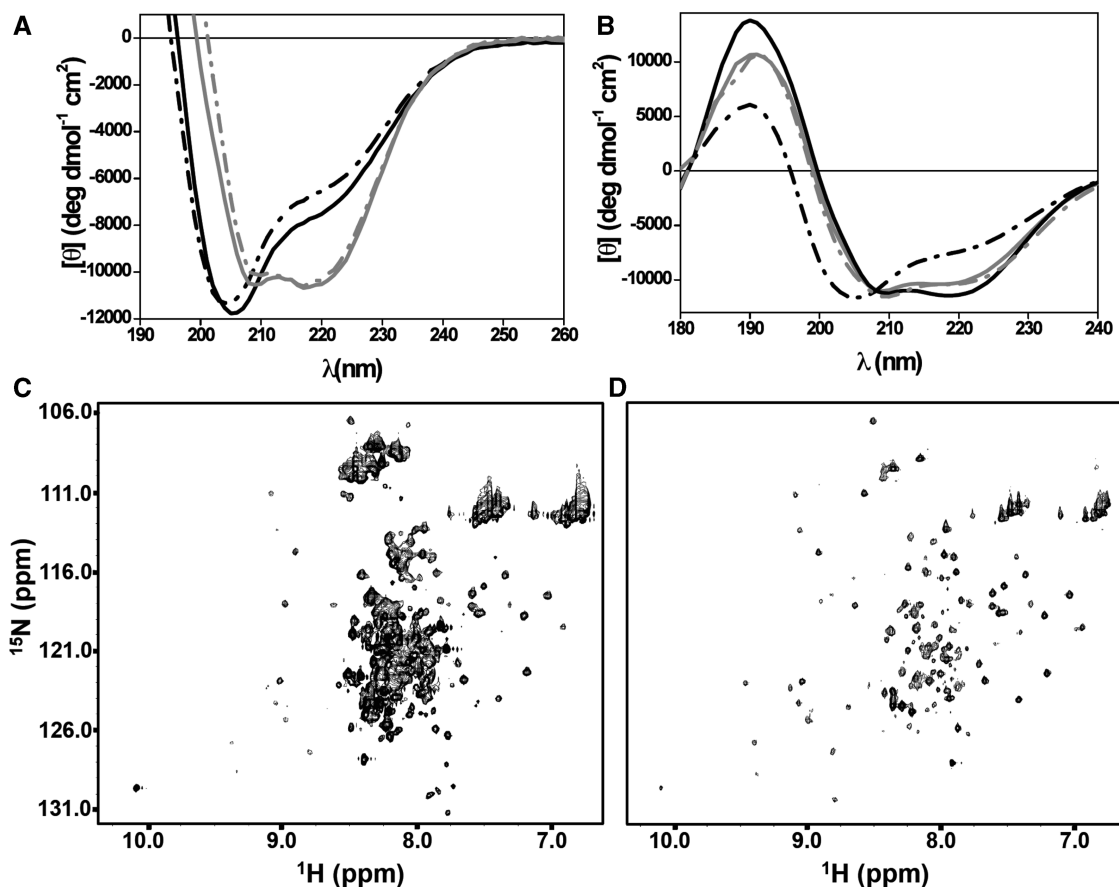 A
B
0
-2000
-4000
-6000
-8000
-10000
-12000
190 200 210 220 230 240 250 260
[θ] (deg dmol⁻¹ cm²)
λ(nm)
10000
5000
0
-5000
-10000
180 190 200 210 220 230 240
[θ] (deg dmol⁻¹ cm²)
λ (nm)
C
D
106.0
111.0
116.0
121.0
126.0
131.0
¹⁵N (ppm)
10.0 9.0 8.0 7.0
¹H (ppm)
10.0 9.0 8.0 7.0
¹H (ppm)